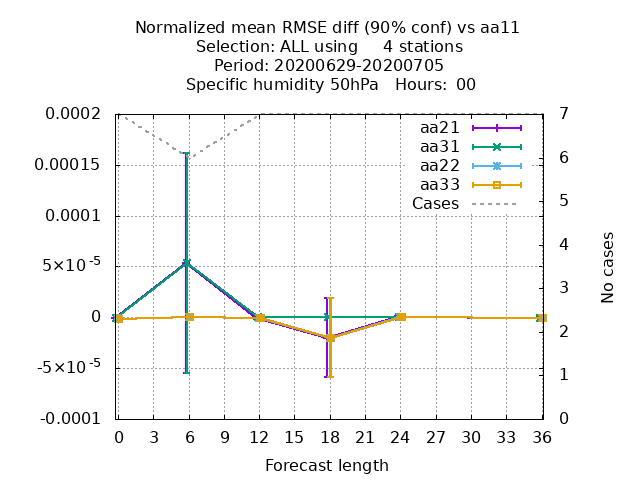 Normalized mean RMSE diff (90% conf) vs aa11
Selection: ALL using 4 stations
Period: 20200629-20200705
Specific humidity 50hPa Hours: 00
0.0002
0.00015
0.0001
5×10⁻⁵
0
-5×10⁻⁵
-0.0001
7
6
5
4
3
2
1
0
No cases
aa21
aa31
aa22
aa33
Cases
0 3 6 9 12 15 18 21 24 27 30 33 36
Forecast length